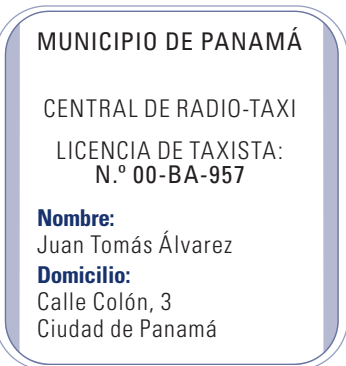 MUNICIPIO DE PANAMÁ
CENTRAL DE RADIO-TAXI
LICENCIA DE TAXISTA:
N.º 00-BA-957
Nombre:
Juan Tomás Álvarez
Domicilio:
Calle Colón, 3
Ciudad de Panamá